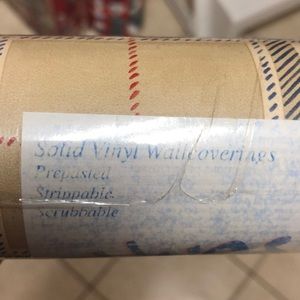 Solid Vinyl Wallcoverings
Prepasted
Strippable
Scrubbable